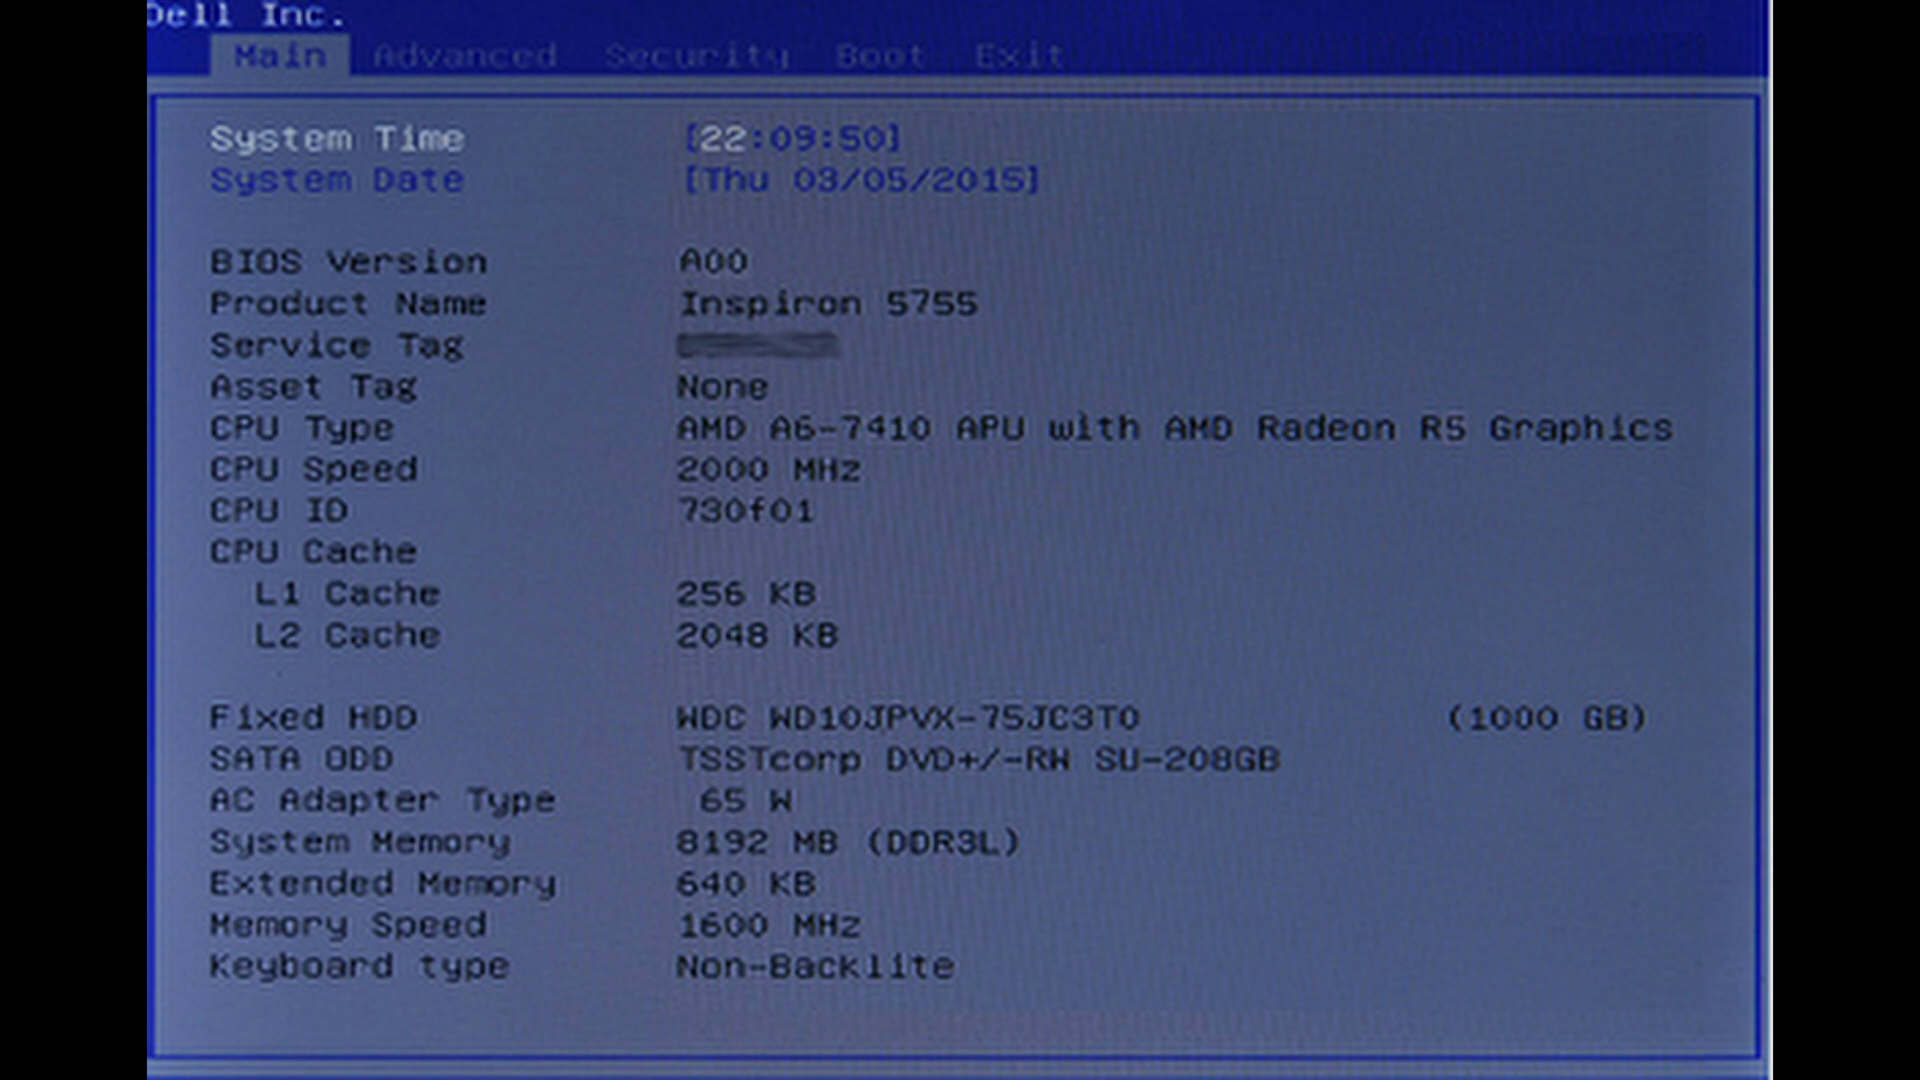 Dell Inc.
Main Advanced Security Boot Exit
System Time [22:09:50]
System Date [Thu 03/05/2015]
BIOS Version A00
Product Name Inspiron 5755
Service Tag
Asset Tag None
CPU Type AMD A6-7410 APU with AMD Radeon R5 Graphics
CPU Speed 2000 MHz
CPU ID 730f01
CPU Cache
L1 Cache 256 KB
L2 Cache 2048 KB
Fixed HDD WDC WD10JPVX-75JC3T0 (1000 GB)
SATA ODD TSSTcorp DVD+/-RW SU-208GB
AC Adapter Type 65 W
System Memory 8192 MB (DDR3L)
Extended Memory 640 KB
Memory Speed 1600 MHz
Keyboard type Non-Backlite